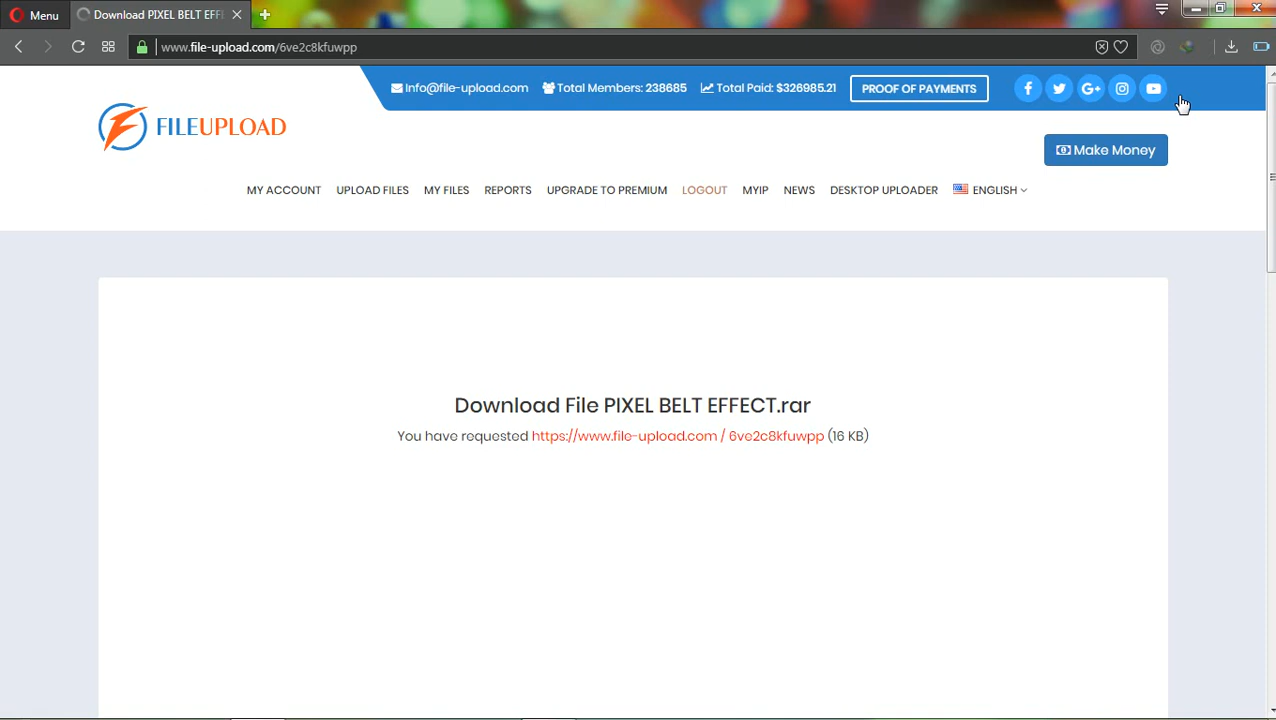 Menu
Download PIXEL BELT EFFE
www.file-upload.com/6ve2c8kfuwpp
Info@file-upload.com Total Members: 238685 Total Paid: $326985.21 PROOF OF PAYMENTS
FILEUPLOAD
Make Money
MY ACCOUNT UPLOAD FILES MY FILES REPORTS UPGRADE TO PREMIUM LOGOUT MYIP NEWS DESKTOP UPLOADER ENGLISH
Download File PIXEL BELT EFFECT.rar
You have requested https://www.file-upload.com / 6ve2c8kfuwpp (16 KB)